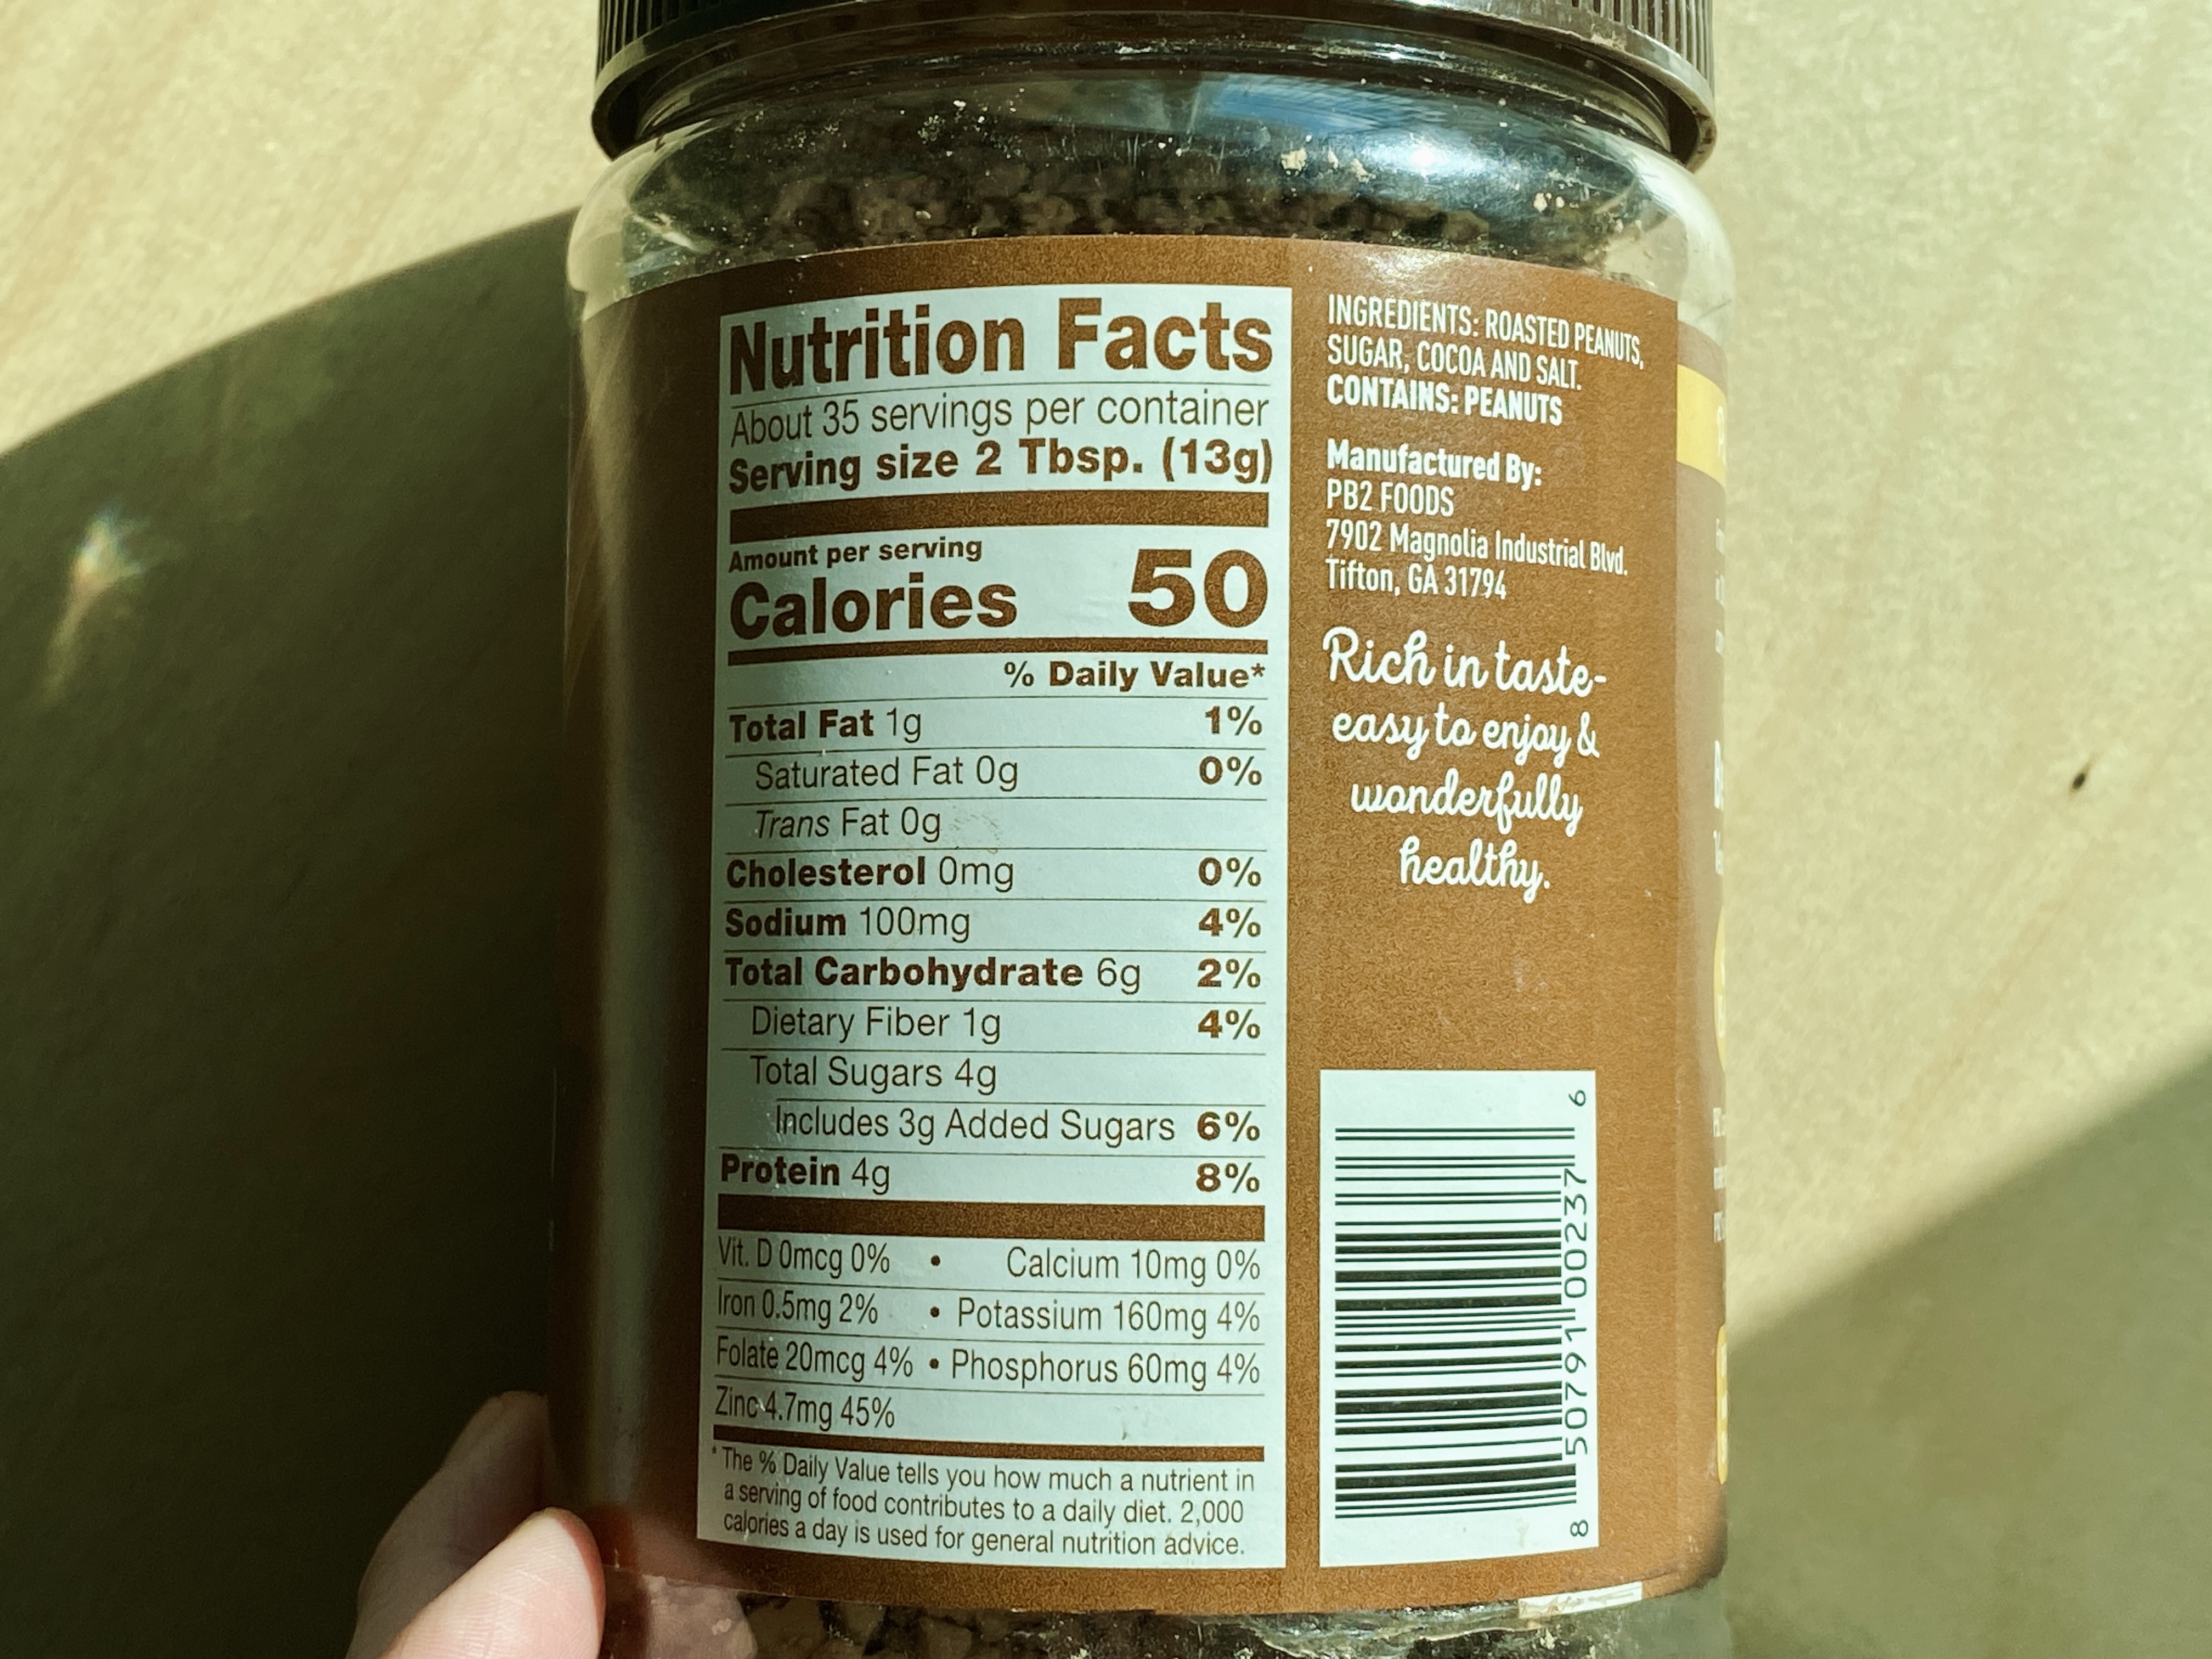 Nutrition Facts
About 35 servings per container
Serving size 2 Tbsp. (13g)
Amount per serving
Calories 50
% Daily Value*
Total Fat 1g 1%
Saturated Fat 0g 0%
Trans Fat 0g
Cholesterol 0mg 0%
Sodium 100mg 4%
Total Carbohydrate 6g 2%
Dietary Fiber 1g 4%
Total Sugars 4g
Includes 3g Added Sugars 6%
Protein 4g 8%
Vit. D 0mcg 0% • Calcium 10mg 0%
Iron 0.5mg 2% • Potassium 160mg 4%
Folate 20mcg 4% • Phosphorus 60mg 4%
Zinc 4.7mg 45%
* The % Daily Value tells you how much a nutrient in
a serving of food contributes to a daily diet. 2,000
calories a day is used for general nutrition advice.
INGREDIENTS: ROASTED PEANUTS,
SUGAR, COCOA AND SALT.
CONTAINS: PEANUTS
Manufactured By:
PB2 FOODS
7902 Magnolia Industrial Blvd.
Tifton, GA 31794
Rich in taste-
easy to enjoy &
wonderfully
healthy.
8 50791 00237 6